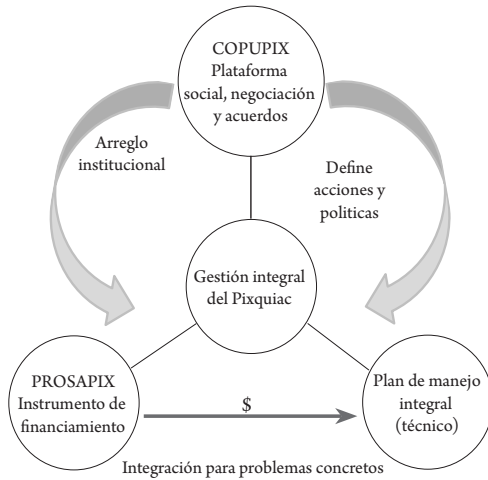 COPUPIX
Plataforma
social, negociación
y acuerdos
Arreglo
institucional
Define
acciones y
politicas
Gestión integral
del Pixquiac
PROSAPIX
Instrumento de
financiamiento
$
Plan de manejo
integral
(técnico)
Integración para problemas concretos